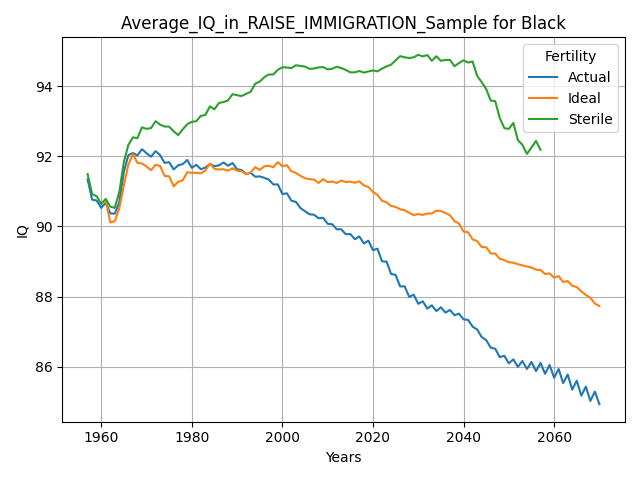 Average_IQ_in_RAISE_IMMIGRATION_Sample for Black
Fertility
Actual
Ideal
Sterile
IQ
94
92
90
88
86
1960
1980
2000
2020
2040
2060
Years